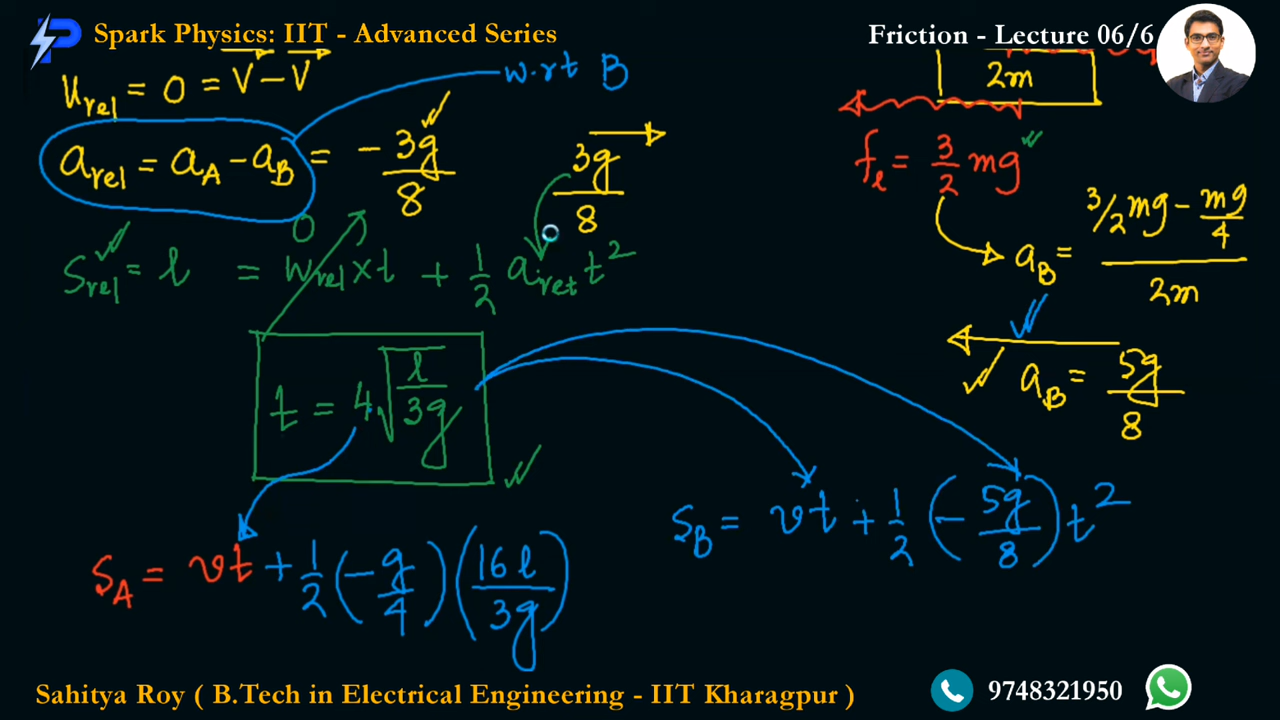 Spark Physics: IIT - Advanced Series
Friction - Lecture 06/6
u_rel = 0 = V - V
w.r.t B
a_rel = a_A - a_B = - 3g/8
3g/8
2m
f_l = 3/2 mg
a_B = (3/2 mg - mg/4) / 2m
a_B = 5g/8
0
S_rel = l = u_rel × t + 1/2 a_rel t²
t = 4 √(l/3g)
S_A = vt + 1/2 (- g/4) (16l/3g)
S_B = vt + 1/2 (- 5g/8) t²
Sahitya Roy ( B.Tech in Electrical Engineering - IIT Kharagpur )
9748321950